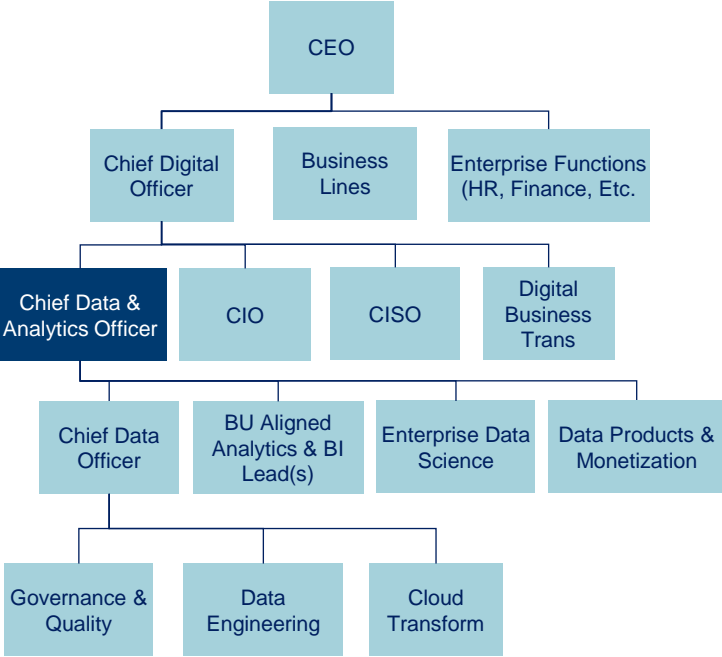 CEO
Chief Digital
Officer
Business
Lines
Enterprise Functions
(HR, Finance, Etc.
Chief Data &
Analytics Officer
CIO
CISO
Digital
Business
Trans
Chief Data
Officer
BU Aligned
Analytics & BI
Lead(s)
Enterprise Data
Science
Data Products &
Monetization
Governance &
Quality
Data
Engineering
Cloud
Transform